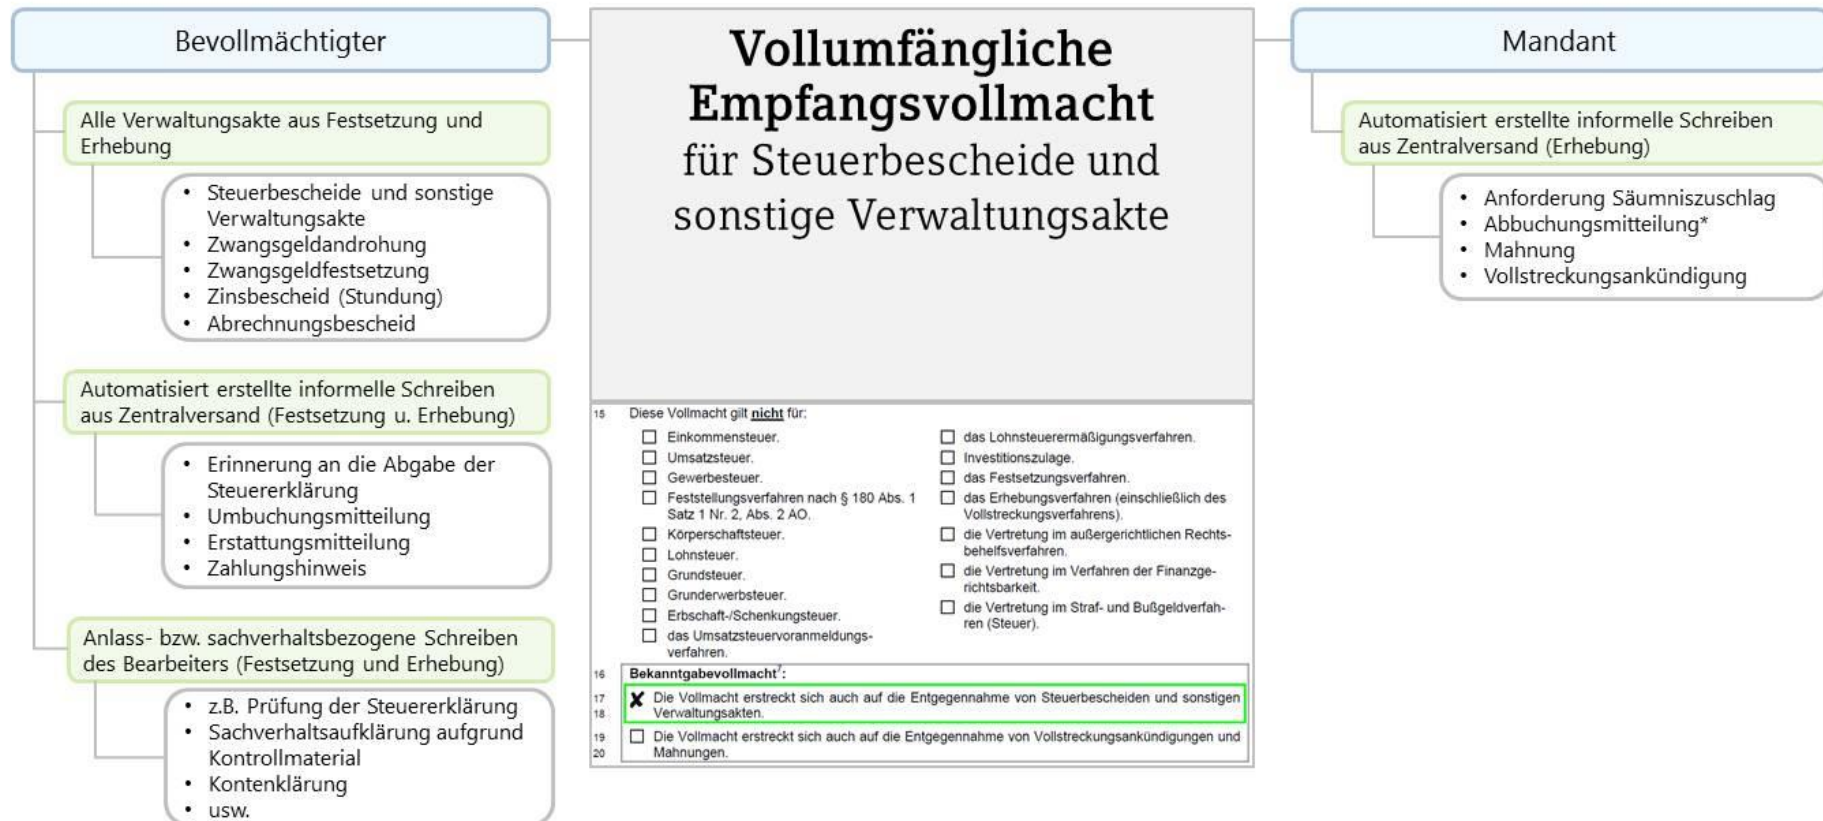 Bevollmächtigter
Alle Verwaltungsakte aus Festsetzung und
Erhebung
• Steuerbescheide und sonstige
Verwaltungsakte
• Zwangsgeldandrohung
• Zwangsgeldfestsetzung
• Zinsbescheid (Stundung)
• Abrechnungsbescheid
Automatisiert erstellte informelle Schreiben
aus Zentralversand (Festsetzung u. Erhebung)
• Erinnerung an die Abgabe der
Steuererklärung
• Umbuchungsmitteilung
• Erstattungsmitteilung
• Zahlungshinweis
Anlass- bzw. sachverhaltsbezogene Schreiben
des Bearbeiters (Festsetzung und Erhebung)
• z.B. Prüfung der Steuererklärung
• Sachverhaltsaufklärung aufgrund
Kontrollmaterial
• Kontenklärung
• usw.
Vollumfängliche
Empfangsvollmacht
für Steuerbescheide und
sonstige Verwaltungsakte
15 Diese Vollmacht gilt nicht für:
Einkommensteuer.
Umsatzsteuer.
Gewerbesteuer.
Feststellungsverfahren nach § 180 Abs. 1
Satz 1 Nr. 2, Abs. 2 AO.
Körperschaftsteuer.
Lohnsteuer.
Grundsteuer.
Grunderwerbsteuer.
Erbschaft-/Schenkungsteuer.
das Umsatzsteuervoranmeldungs-
verfahren.
das Lohnsteuerermäßigungsverfahren.
Investitionszulage.
das Festsetzungsverfahren.
das Erhebungsverfahren (einschließlich des
Vollstreckungsverfahrens).
die Vertretung im außergerichtlichen Rechts-
behelfsverfahren.
die Vertretung im Verfahren der Finanzge-
richtsbarkeit.
die Vertretung im Straf- und Bußgeldverfah-
ren (Steuer).
16 Bekanntgabevollmacht⁷:
17 ✘ Die Vollmacht erstreckt sich auch auf die Entgegennahme von Steuerbescheiden und sonstigen
18 Verwaltungsakten.
19 Die Vollmacht erstreckt sich auch auf die Entgegennahme von Vollstreckungsankündigungen und
20 Mahnungen.
Mandant
Automatisiert erstellte informelle Schreiben
aus Zentralversand (Erhebung)
• Anforderung Säumniszuschlag
• Abbuchungsmitteilung*
• Mahnung
• Vollstreckungsankündigung